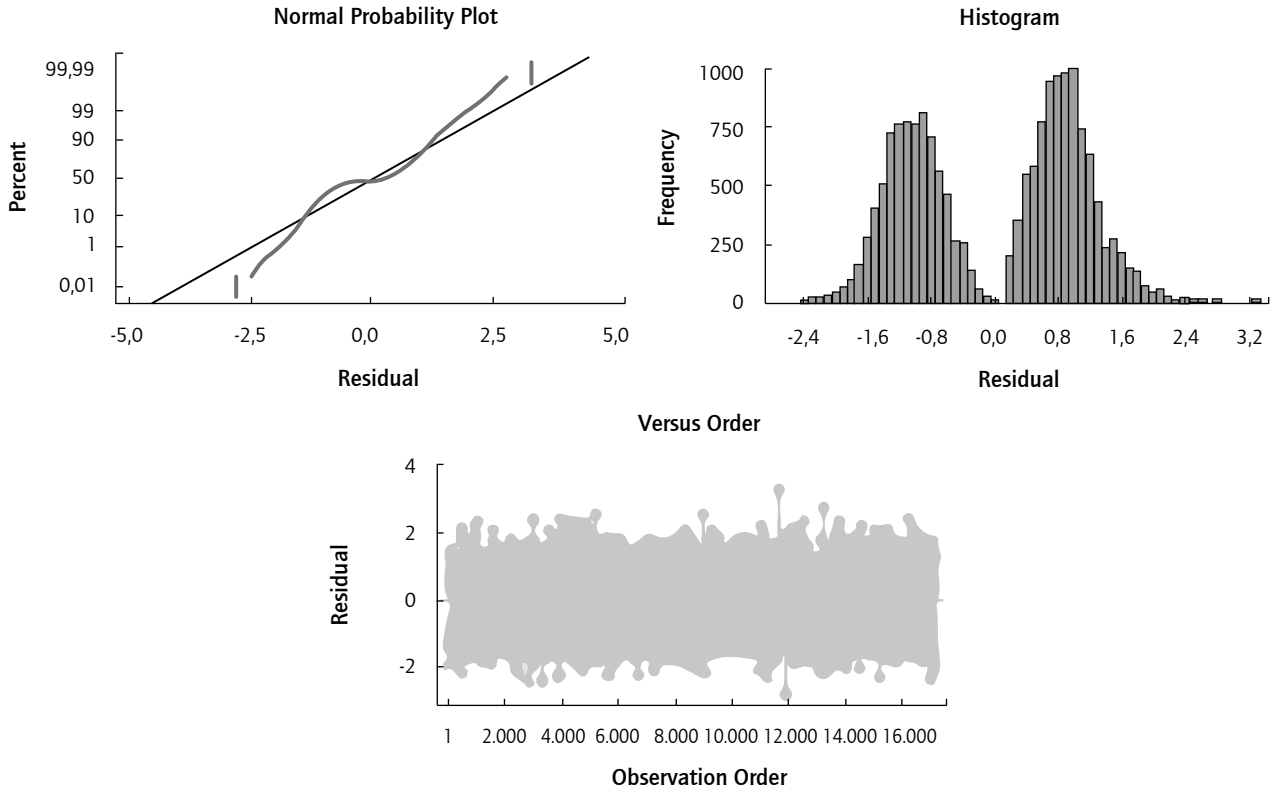 Normal Probability Plot
Percent
99,99
99
90
50
10
1
0,01
-5,0 -2,5 0,0 2,5 5,0
Residual
Histogram
Frequency
1000
750
500
250
0
-2,4 -1,6 -0,8 0,0 0,8 1,6 2,4 3,2
Residual
Versus Order
Residual
4
2
0
-2
1 2.000 4.000 6.000 8.000 10.000 12.000 14.000 16.000
Observation Order